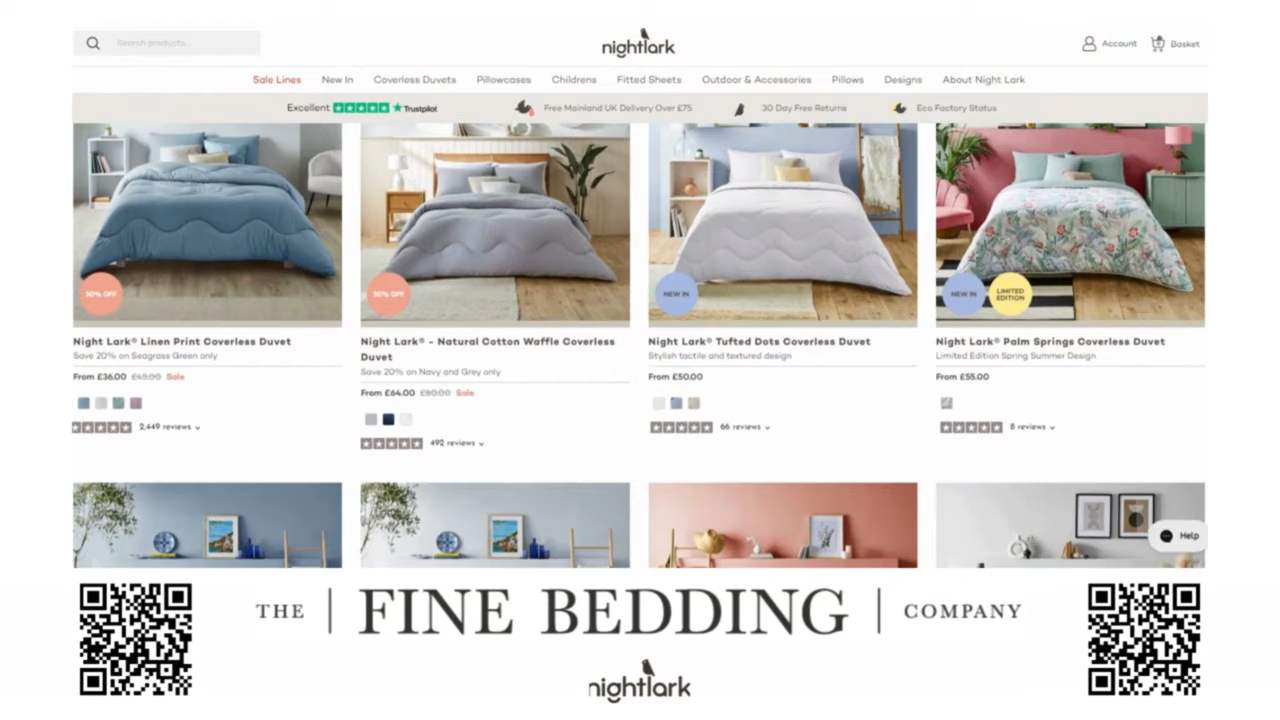 Search products...
nightlark
Account
Basket
Sale Lines New In Coverless Duvets Pillowcases Childrens Fitted Sheets Outdoor & Accessories Pillows Designs About Night Lark
Excellent Trustpilot Free Mainland UK Delivery Over £75 30 Day Free Returns Eco Factory Status
30% OFF
30% OFF
NEW IN
NEW IN
LIMITED
EDITION
Night Lark® Linen Print Coverless Duvet
Save 20% on Seagrass Green only
From £36.00 £45.00 Sale
2,449 reviews
Night Lark® - Natural Cotton Waffle Coverless
Duvet
Save 20% on Navy and Grey only
From £64.00 £80.00 Sale
492 reviews
Night Lark® Tufted Dots Coverless Duvet
Stylish tactile and textured design
From £50.00
66 reviews
Night Lark® Palm Springs Coverless Duvet
Limited Edition Spring Summer Design
From £55.00
8 reviews
Help
THE | FINE BEDDING | COMPANY
nightlark